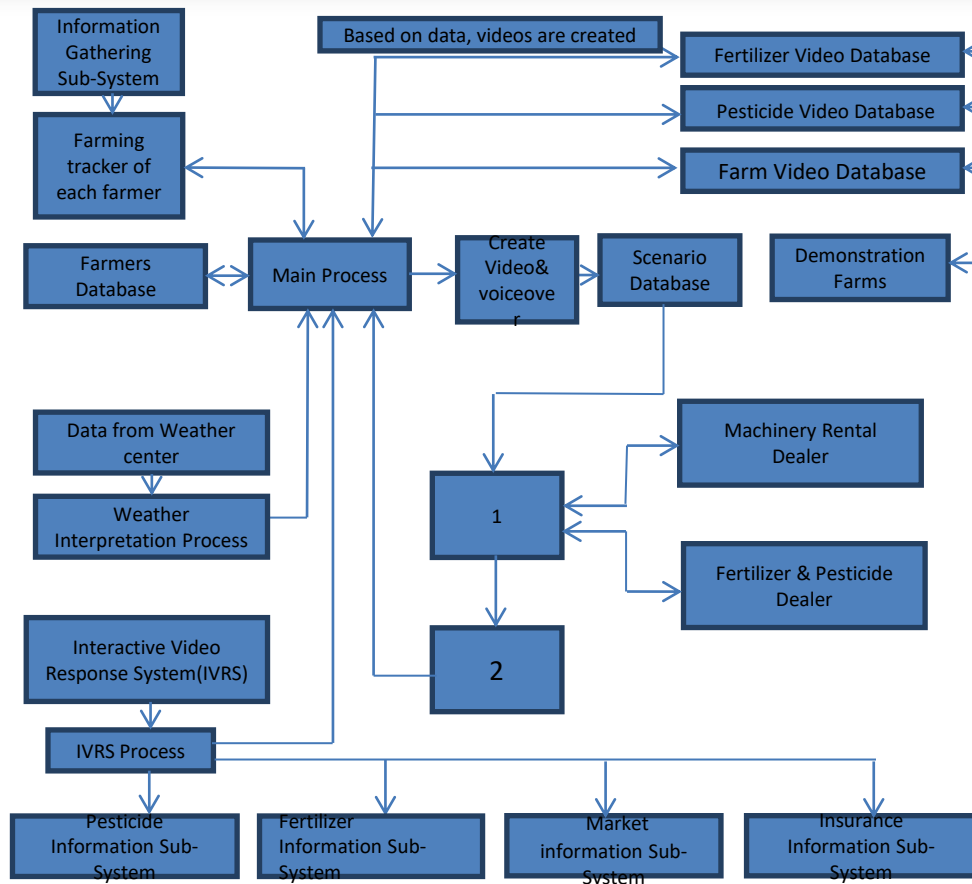 Information
Gathering
Sub-System
Based on data, videos are created
Fertilizer Video Database
Pesticide Video Database
Farm Video Database
Farming
tracker of
each farmer
Farmers
Database
Main Process
Create
Video&
voiceove
r
Scenario
Database
Demonstration
Farms
Data from Weather
center
Weather
Interpretation Process
Machinery Rental
Dealer
1
Fertilizer & Pesticide
Dealer
Interactive Video
Response System(IVRS)
2
IVRS Process
Pesticide
Information Sub-
System
Fertilizer
Information Sub-
System
Market
information Sub-
System
Insurance
Information Sub-
System